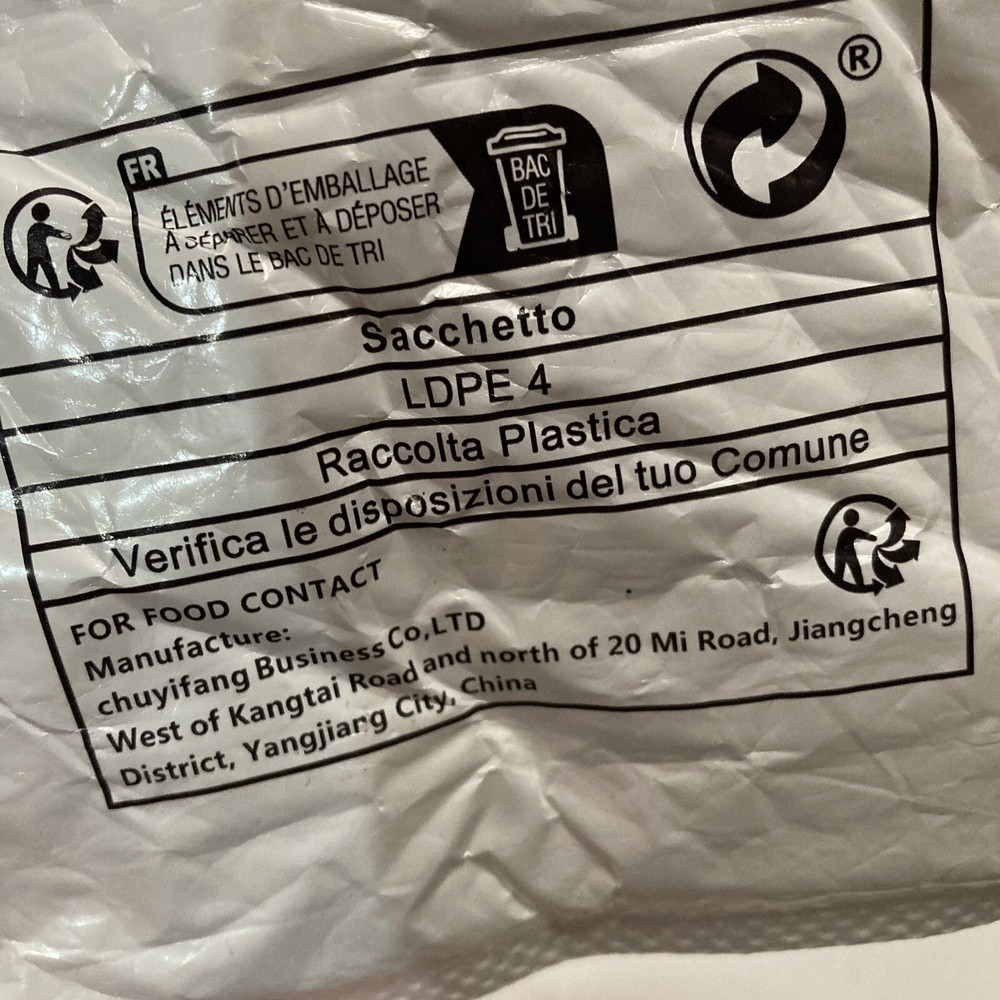 ®
FR
ÉLÉMENTS D'EMBALLAGE
À SÉPARER ET À DÉPOSER
DANS LE BAC DE TRI
BAC
DE
TRI
Sacchetto
LDPE 4
Raccolta Plastica
Verifica le disposizioni del tuo Comune
FOR FOOD CONTACT
Manufacture:
chuyifang Business Co,LTD
West of Kangtai Road and north of 20 Mi Road, Jiangcheng
District, Yangjiang City, China